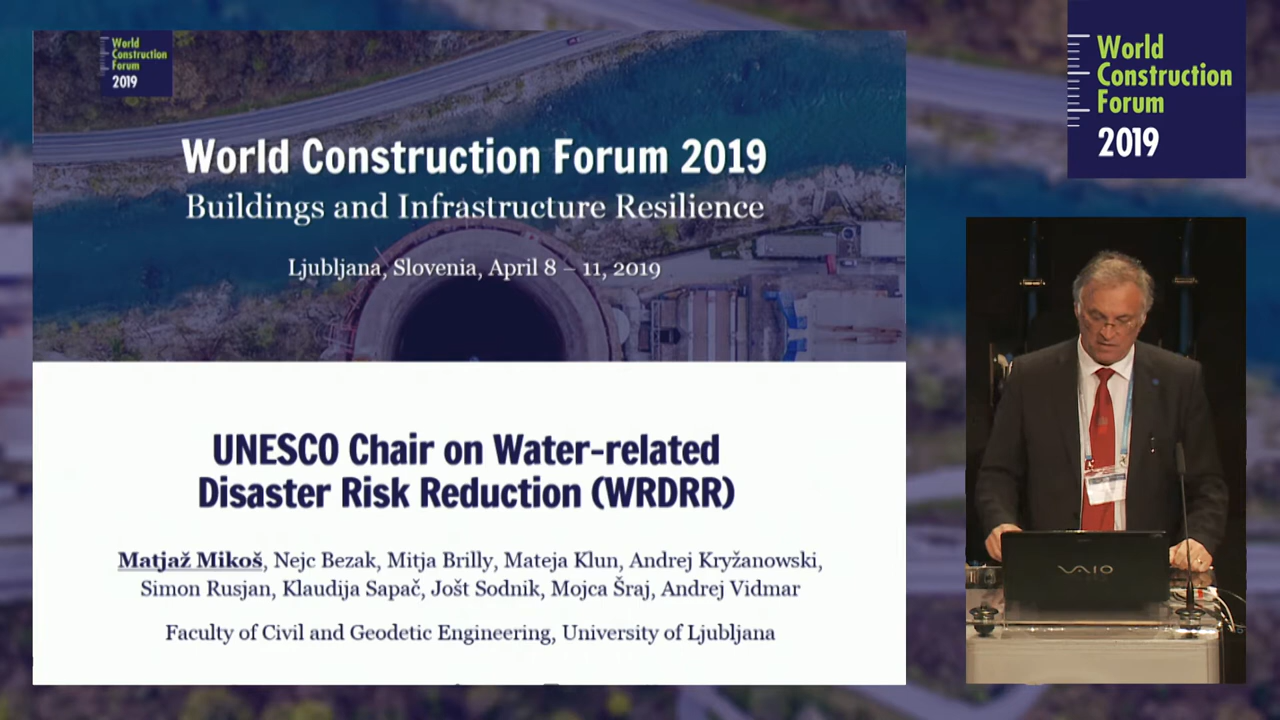 World
Construction
Forum
2019
World Construction Forum 2019
Buildings and Infrastructure Resilience
Ljubljana, Slovenia, April 8 – 11, 2019
UNESCO Chair on Water-related
Disaster Risk Reduction (WRDRR)
Matjaž Mikoš, Nejc Bezak, Mitja Brilly, Mateja Klun, Andrej Kryžanowski,
Simon Rusjan, Klaudija Sapač, Jošt Sodnik, Mojca Šraj, Andrej Vidmar
Faculty of Civil and Geodetic Engineering, University of Ljubljana
World
Construction
Forum
2019
VAIO